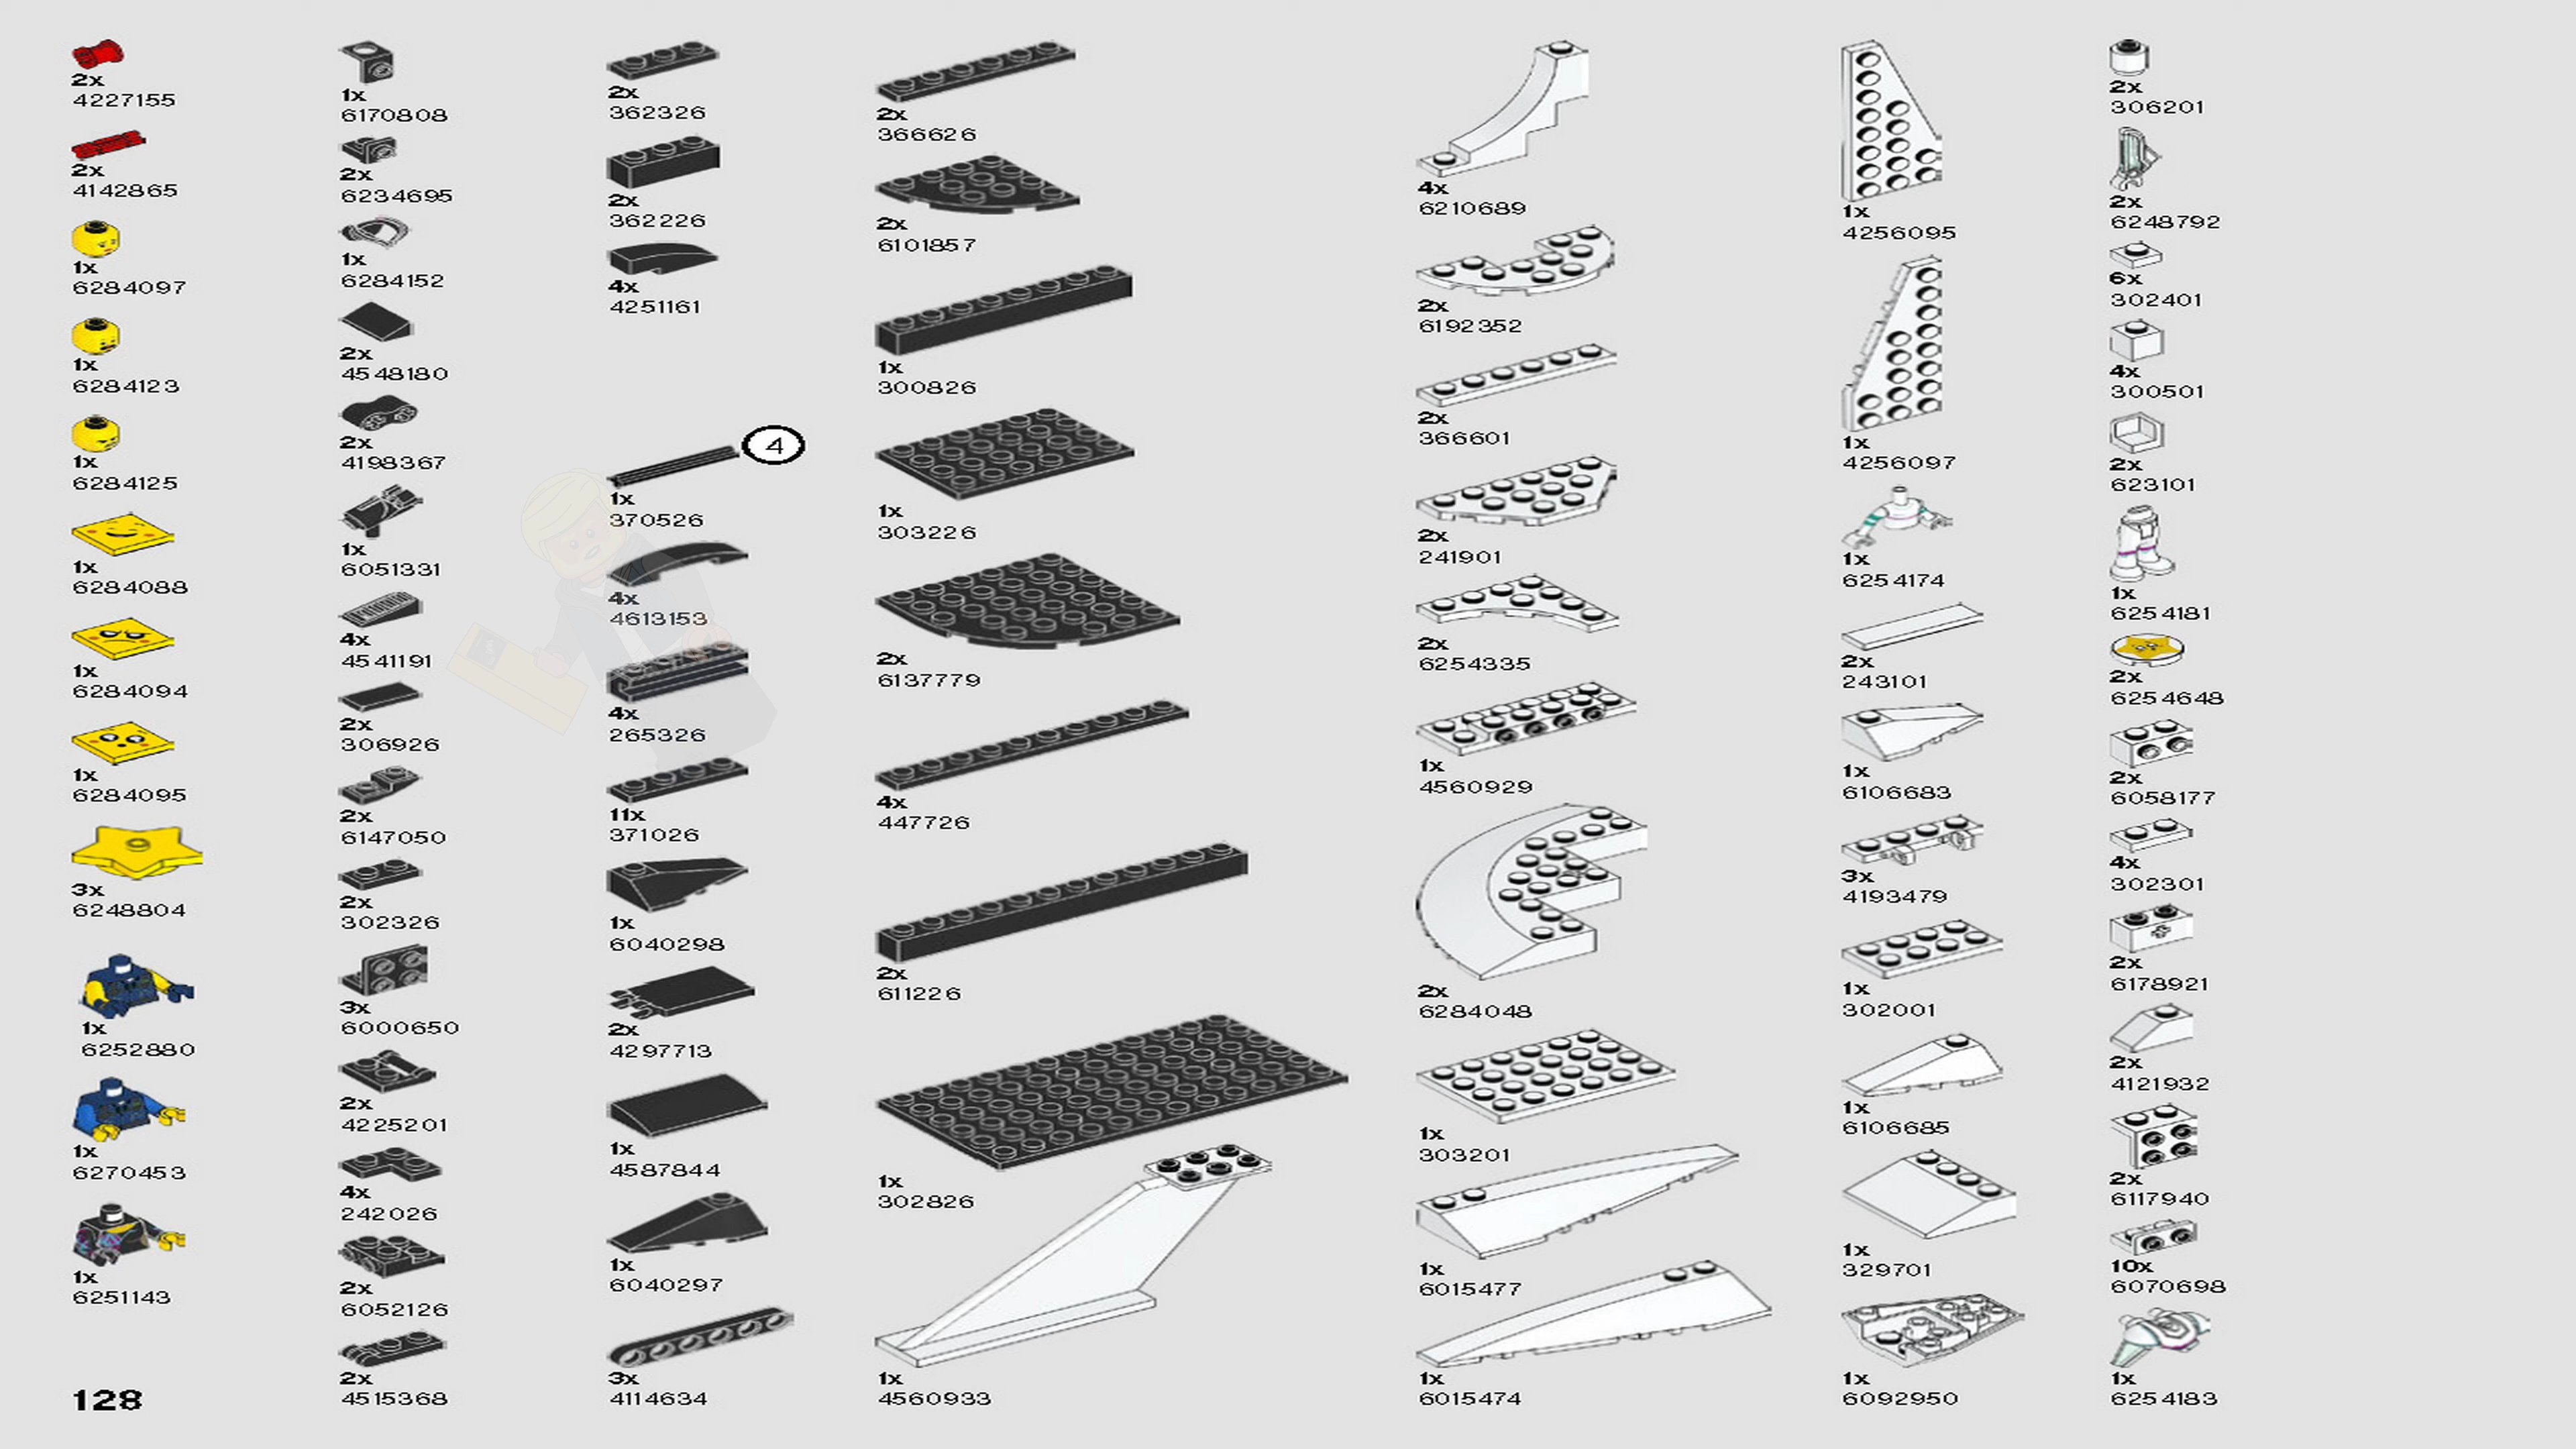 2x
4227155
2x
4142865
1x
6284097
1x
6284123
1x
6284125
1x
6284088
1x
6284094
1x
6284095
3x
6248804
1x
6252880
1x
6270453
1x
6251143
128
1x
6170808
2x
6234695
1x
6284152
2x
4548180
2x
4198367
1x
6051331
4x
4541191
2x
306926
2x
6147050
2x
302326
3x
6000650
2x
4225201
4x
242026
2x
6052126
2x
4515368
2x
362326
2x
362226
4x
4251161
4
1x
370526
4x
4613153
4x
265326
11x
371026
1x
6040298
2x
4297713
1x
4587844
1x
6040297
3x
4114634
2x
366626
2x
6101857
1x
300826
1x
303226
2x
6137779
4x
447726
2x
611226
1x
302826
1x
4560933
4x
6210689
2x
6192352
2x
366601
2x
241901
2x
6254335
1x
4560929
2x
6284048
1x
303201
1x
6015477
1x
6015474
1x
4256095
1x
4256097
1x
6254174
2x
243101
1x
6106683
3x
4193479
1x
302001
1x
6106685
1x
329701
1x
6092950
2x
306201
2x
6248792
6x
302401
4x
300501
2x
623101
1x
6254181
2x
6254648
2x
6058177
4x
302301
2x
6178921
2x
4121932
2x
6117940
10x
6070698
1x
6254183